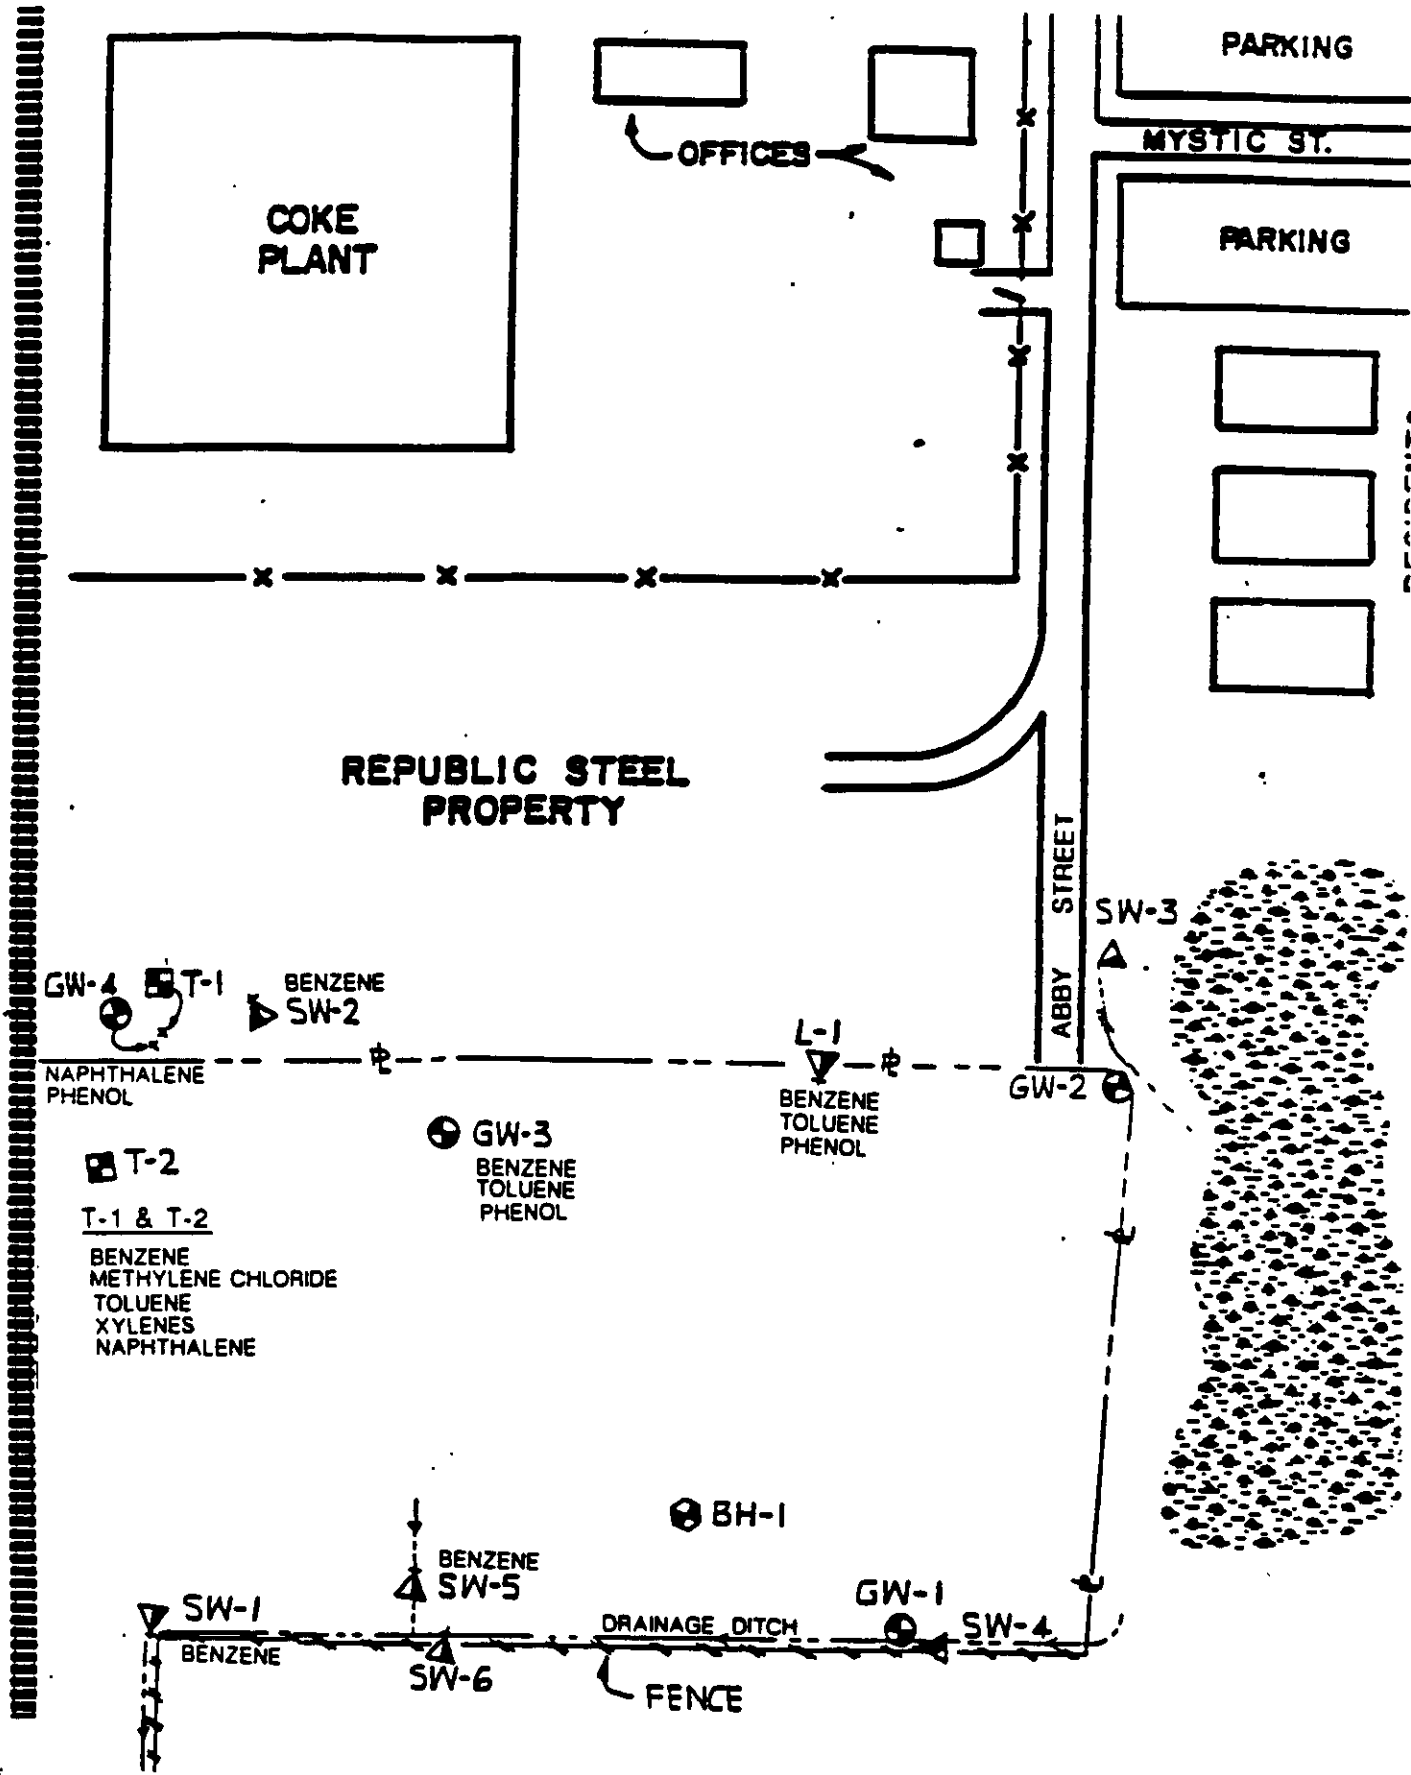 PARKING
MYSTIC ST.
OFFICES
COKE
PLANT
PARKING
REPUBLIC STEEL
PROPERTY
ABBY STREET
SW-3
GW-4
T-1
BENZENE
SW-2
L-1
NAPHTHALENE
PHENOL
GW-2
BENZENE
TOLUENE
PHENOL
GW-3
BENZENE
TOLUENE
PHENOL
T-2
T-1 & T-2
BENZENE
METHYLENE CHLORIDE
TOLUENE
XYLENES
NAPHTHALENE
BH-1
BENZENE
SW-5
GW-1
SW-1
DRAINAGE DITCH
SW-4
BENZENE
SW-6
FENCE